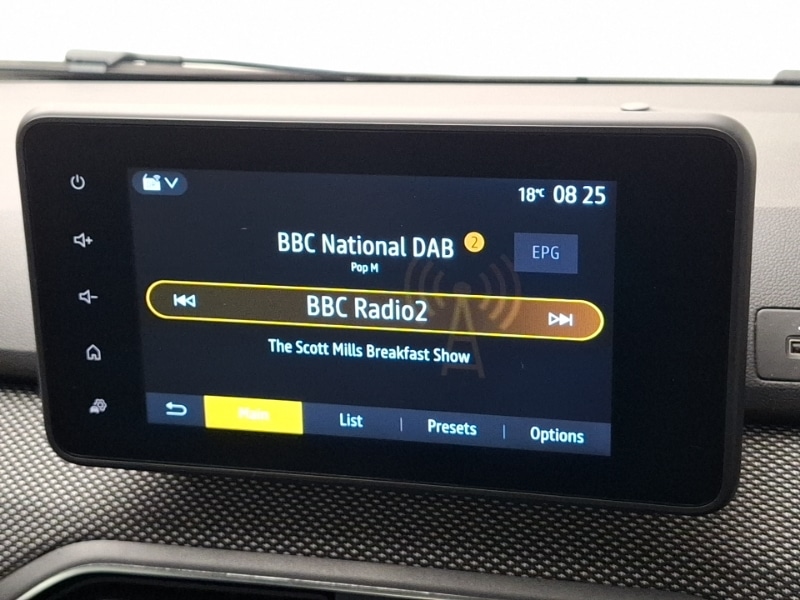 18°C 08 25
BBC National DAB 2
EPG
Pop M
BBC Radio2
The Scott Mills Breakfast Show
Main
List
Presets
Options